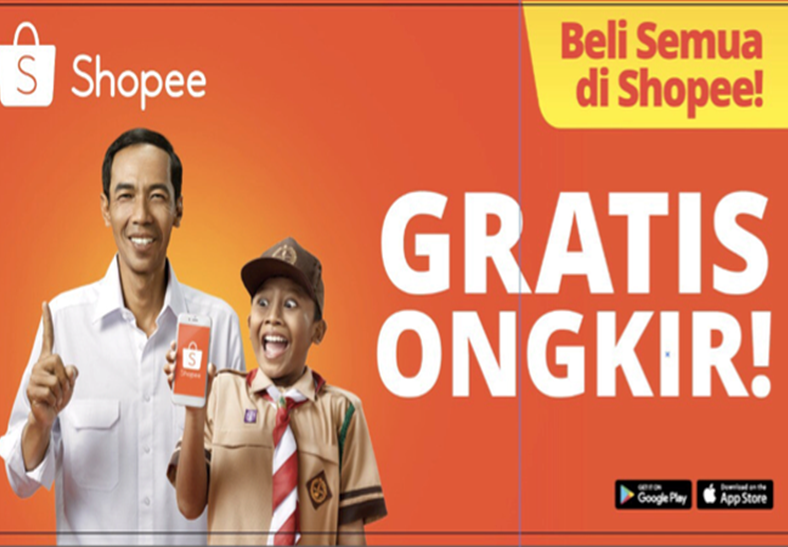 Shopee
Beli Semua
di Shopee!
GRATIS
ONGKIR!
S
Shopee
GET IT ON
Google Play
Download on the
App Store